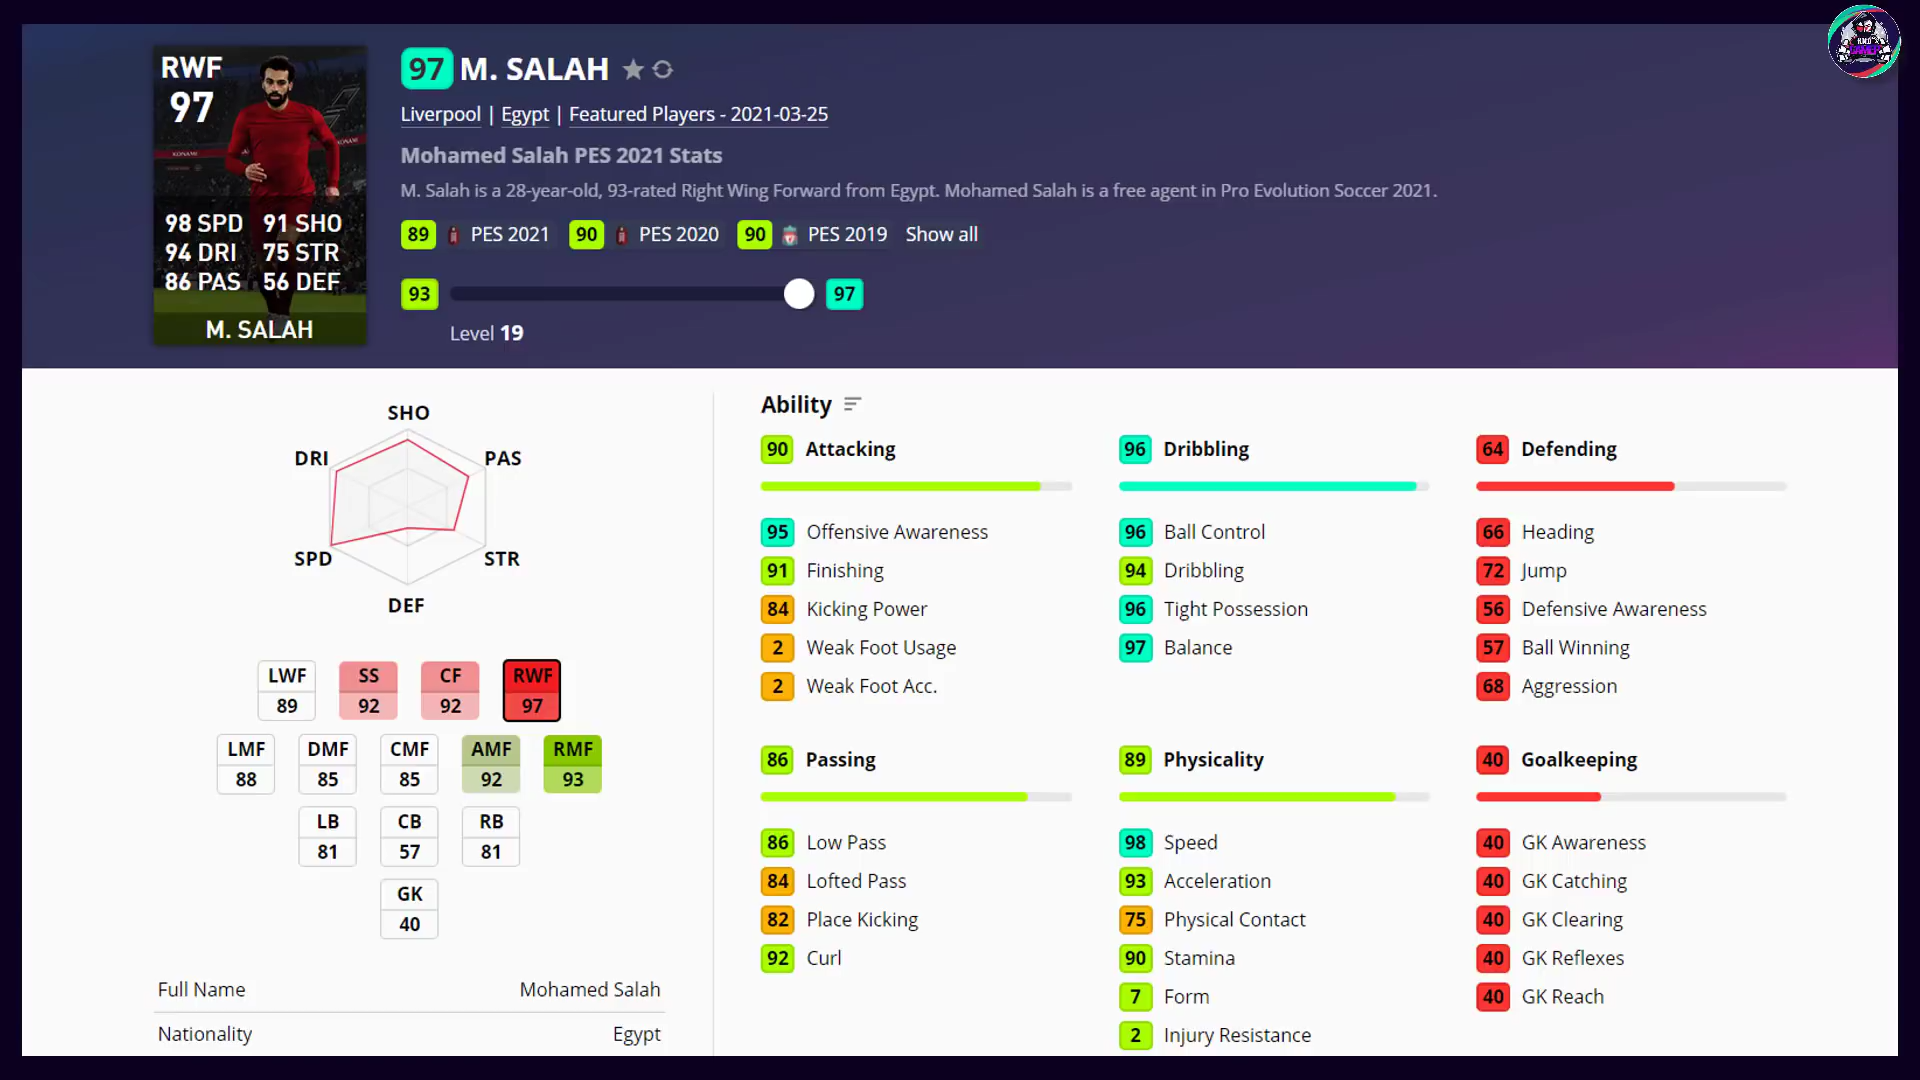 RWF
97
98 SPD 91 SHO
94 DRI 75 STR
86 PAS 56 DEF
M. SALAH
97 M. SALAH
Liverpool | Egypt | Featured Players - 2021-03-25
Mohamed Salah PES 2021 Stats
M. Salah is a 28-year-old, 93-rated Right Wing Forward from Egypt. Mohamed Salah is a free agent in Pro Evolution Soccer 2021.
89 PES 2021 90 PES 2020 90 PES 2019 Show all
93 97
Level 19
SHO
DRI PAS
SPD STR
DEF
LWF SS CF RWF
89 92 92 97
LMF DMF CMF AMF RMF
88 85 85 92 93
LB CB RB
81 57 81
GK
40
Full Name Mohamed Salah
Nationality Egypt
Ability
90 Attacking
95 Offensive Awareness
91 Finishing
84 Kicking Power
2 Weak Foot Usage
2 Weak Foot Acc.
96 Dribbling
96 Ball Control
94 Dribbling
96 Tight Possession
97 Balance
64 Defending
66 Heading
72 Jump
56 Defensive Awareness
57 Ball Winning
68 Aggression
86 Passing
86 Low Pass
84 Lofted Pass
82 Place Kicking
92 Curl
89 Physicality
98 Speed
93 Acceleration
75 Physical Contact
90 Stamina
7 Form
2 Injury Resistance
40 Goalkeeping
40 GK Awareness
40 GK Catching
40 GK Clearing
40 GK Reflexes
40 GK Reach